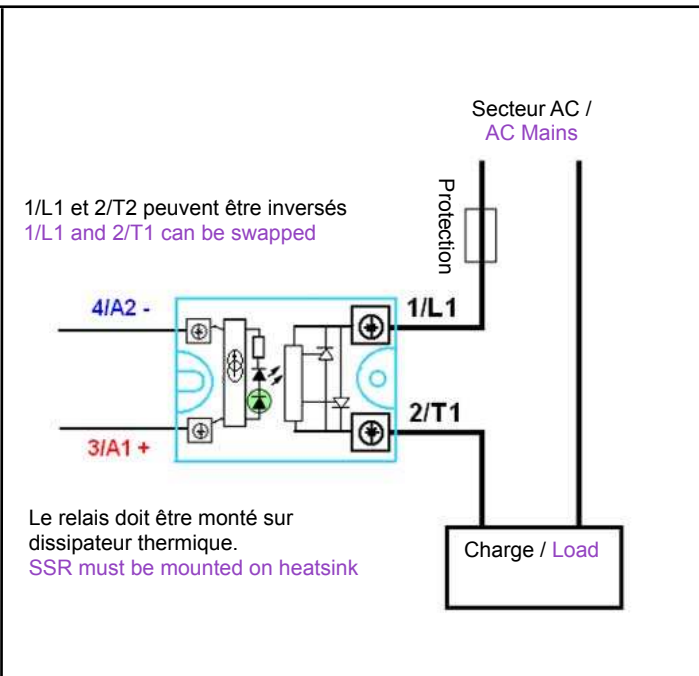 Secteur AC /
AC Mains
Protection
1/L1 et 2/T2 peuvent être inversés
1/L1 and 2/T1 can be swapped
4/A2 -
1/L1
2/T1
3/A1 +
Le relais doit être monté sur
dissipateur thermique.
SSR must be mounted on heatsink
Charge / Load